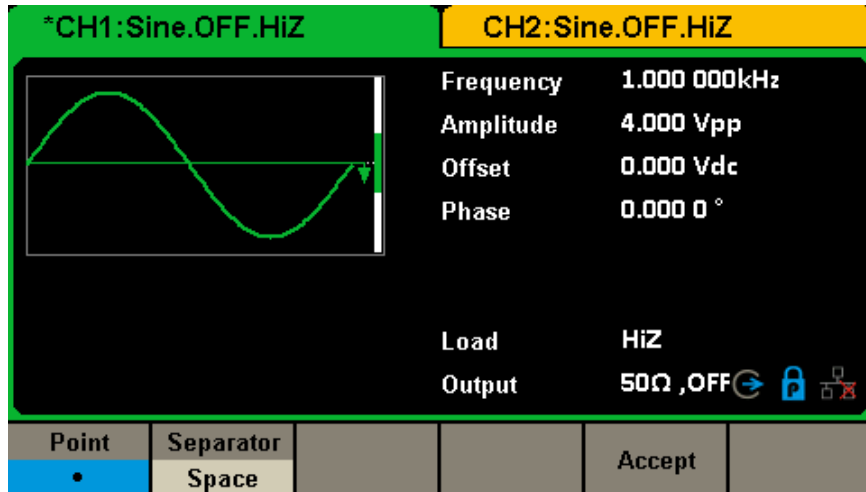 *CH1:Sine.OFF.HiZ
CH2:Sine.OFF.HiZ
Frequency 1.000 000kHz
Amplitude 4.000 Vpp
Offset 0.000 Vdc
Phase 0.000 0 °
Load HiZ
Output 50Ω ,OFF
Point
•
Separator
Space
Accept